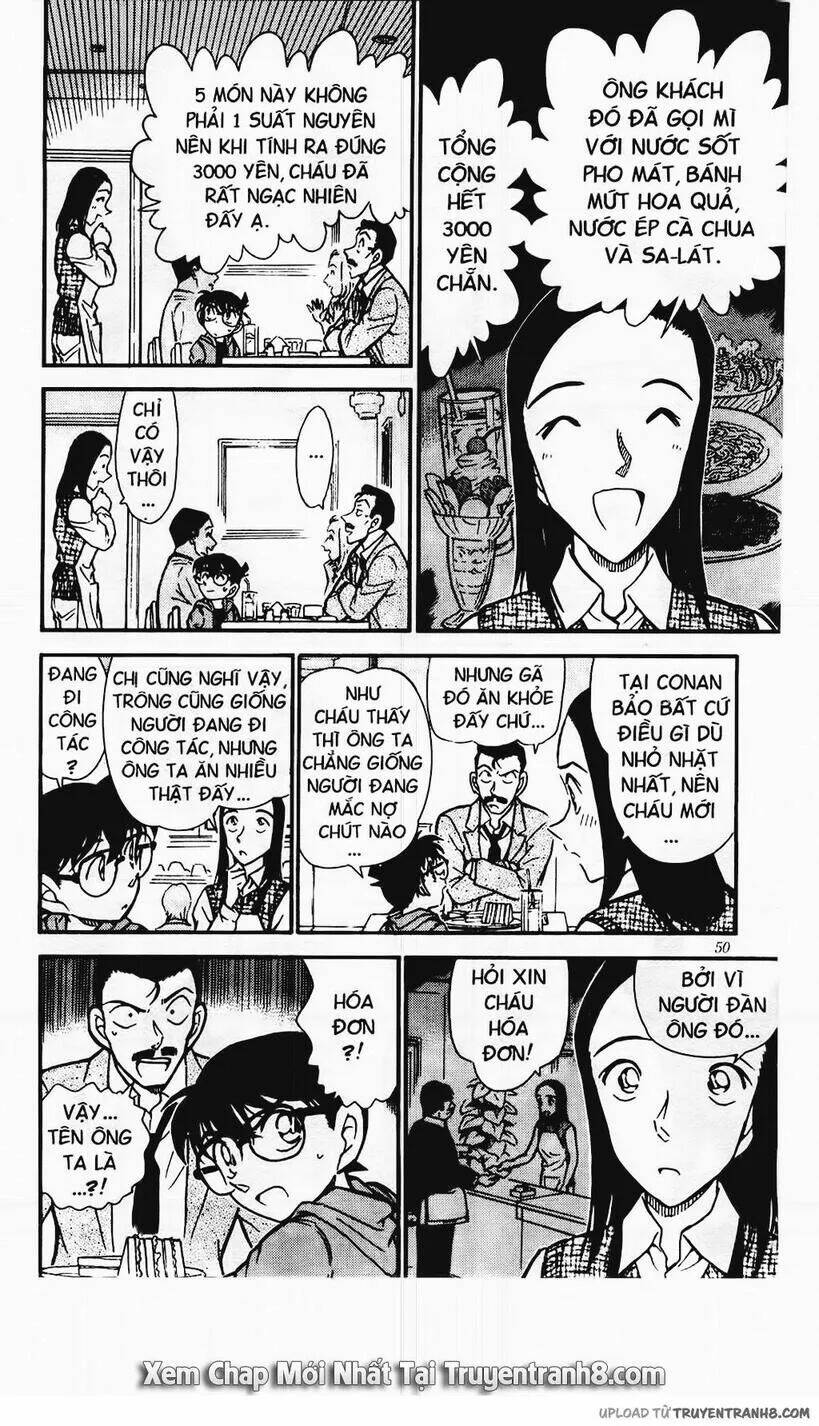 ÔNG KHÁCH
ĐÓ ĐÃ GỌI MÌ
VỚI NƯỚC SỐT
PHO MÁT, BÁNH
MỨT HOA QUẢ,
NƯỚC ÉP CÀ CHUA
VÀ SA-LÁT.
TỔNG
CỘNG
HẾT
3000
YÊN
CHẴN.
5 MÓN NÀY KHÔNG
PHẢI 1 SUẤT NGUYÊN
NÊN KHI TÍNH RA ĐÚNG
3000 YÊN, CHÁU ĐÃ
RẤT NGẠC NHIÊN
ĐẤY Ạ.
...
CHỈ
CÓ
VẬY
THÔI
...
TẠI CONAN
BẢO BẤT CỨ
ĐIỀU GÌ DÙ
NHỎ NHẶT
NHẤT, NÊN
CHÁU MỚI
...
NHƯNG GÃ
ĐÓ ĂN KHỎE
ĐẤY CHỨ...
NHƯ
CHÁU THẤY
THÌ ÔNG TA
CHẲNG GIỐNG
NGƯỜI ĐANG
MẮC NỢ
CHÚT NÀO
...
CHỊ CŨNG NGHĨ VẬY,
TRÔNG CŨNG GIỐNG
NGƯỜI ĐANG ĐI
CÔNG TÁC, NHƯNG
ÔNG TA ĂN NHIỀU
THẬT ĐẤY...
ĐANG
ĐI
CÔNG
TÁC
?
50
BỞI VÌ
NGƯỜI ĐÀN
ÔNG ĐÓ...
HỎI XIN
CHÁU
HÓA
ĐƠN!
HÓA
ĐƠN
?!
VẬY...
TÊN ÔNG
TA LÀ
...?!
Xem Chap Mới Nhất Tại Truyentranh8.com
UPLOAD TỪ TRUYENTRANH8.COM